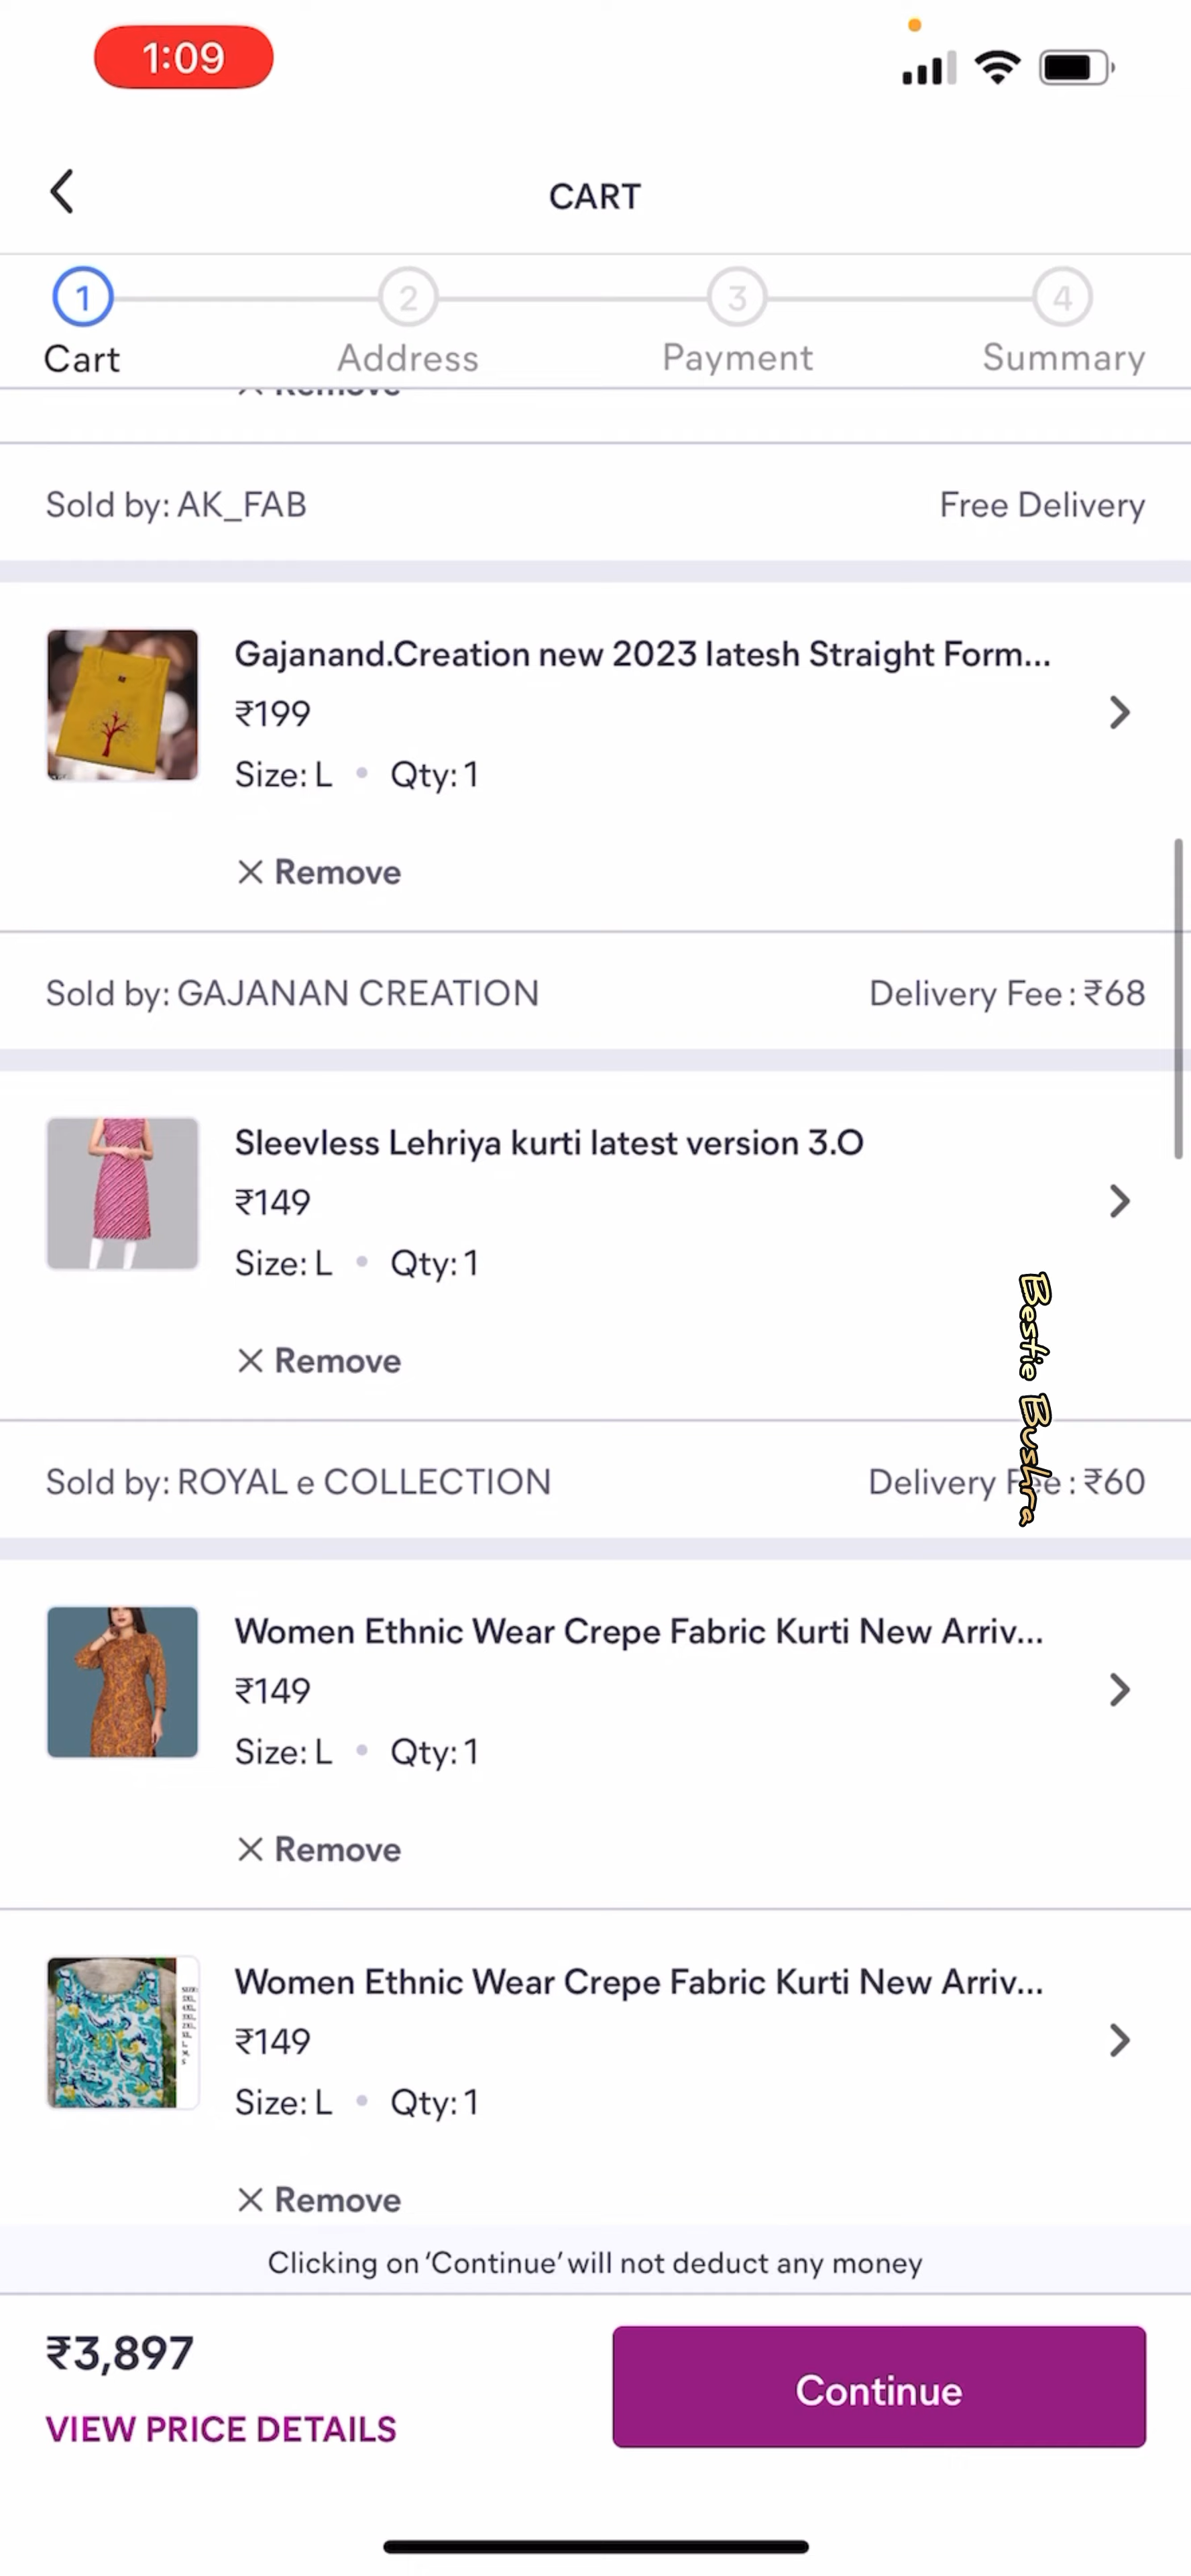 1:09
CART
1
2
3
4
Cart
Address
Payment
Summary
Remove
Sold by: AK_FAB
Free Delivery
Gajanand.Creation new 2023 latesh Straight Form...
₹199
Size: L • Qty: 1
Remove
Sold by: GAJANAN CREATION
Delivery Fee : ₹68
Sleevless Lehriya kurti latest version 3.O
₹149
Size: L • Qty: 1
Remove
Bestie Bushra
Sold by: ROYAL e COLLECTION
Delivery Fee : ₹60
Women Ethnic Wear Crepe Fabric Kurti New Arriv...
₹149
Size: L • Qty: 1
Remove
Women Ethnic Wear Crepe Fabric Kurti New Arriv...
₹149
Size: L • Qty: 1
Remove
Clicking on ‘Continue’ will not deduct any money
₹3,897
Continue
VIEW PRICE DETAILS